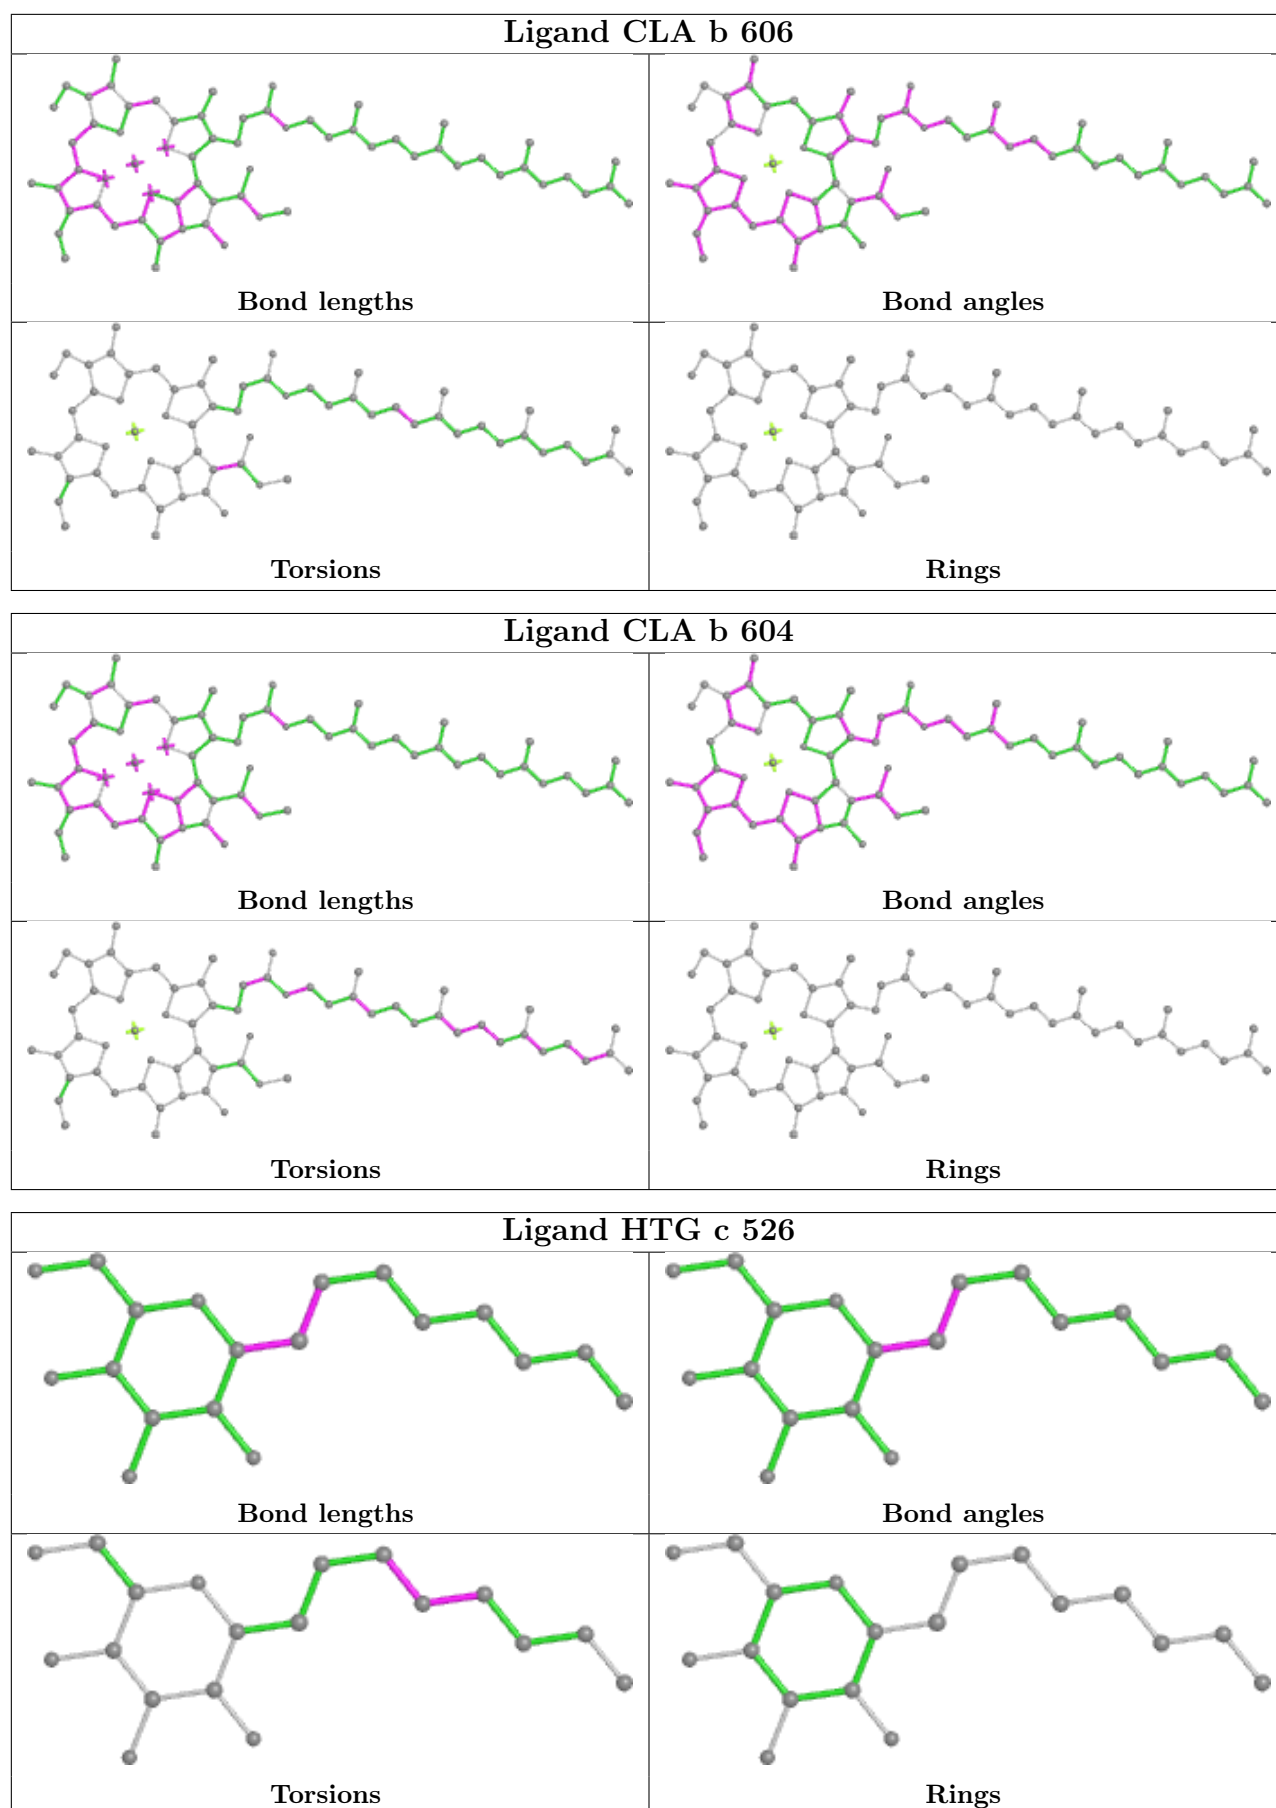 Ligand CLA b 606
Bond lengths
Bond angles
Torsions
Rings
Ligand CLA b 604
Bond lengths
Bond angles
Torsions
Rings
Ligand HTG c 526
Bond lengths
Bond angles
Torsions
Rings